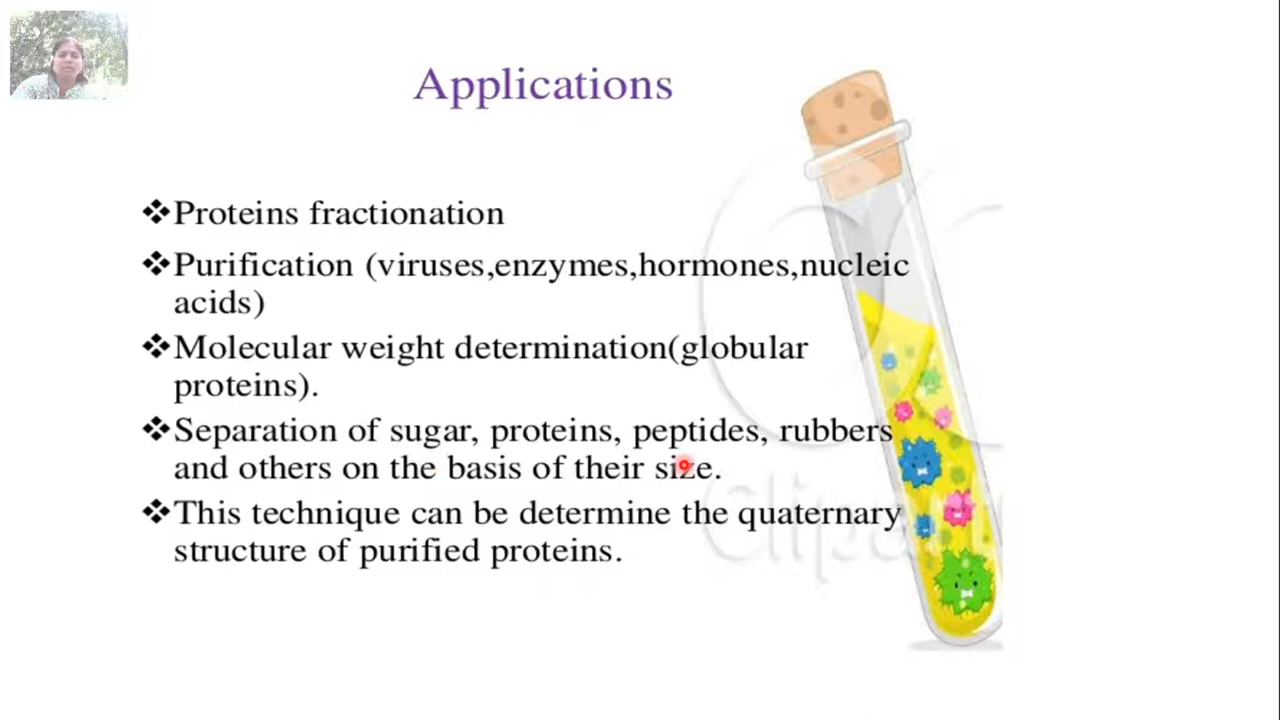 Applications
❖Proteins fractionation
❖Purification (viruses,enzymes,hormones,nucleic
acids)
❖Molecular weight determination(globular
proteins).
❖Separation of sugar, proteins, peptides, rubbers
and others on the basis of their size.
❖This technique can be determine the quaternary
structure of purified proteins.